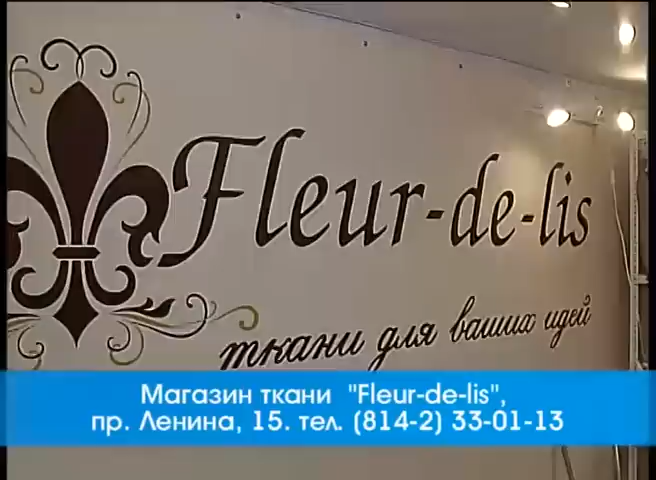 Fleur-de-lis
ткани для ваших идей
Магазин ткани "Fleur-de-lis",
пр. Ленина, 15. тел. (814-2) 33-01-13